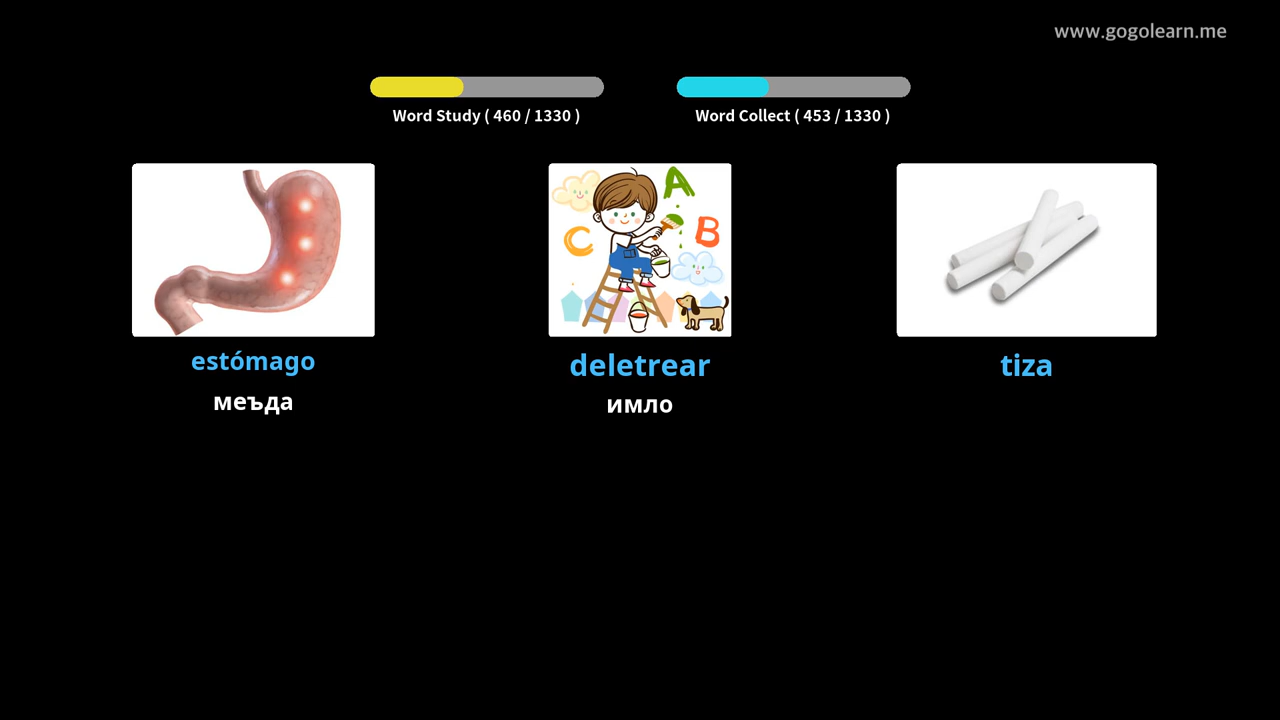 www.gogolearn.me
Word Study ( 460 / 1330 )
Word Collect ( 453 / 1330 )
A
B
C
estómago
deletrear
tiza
меъда
имло